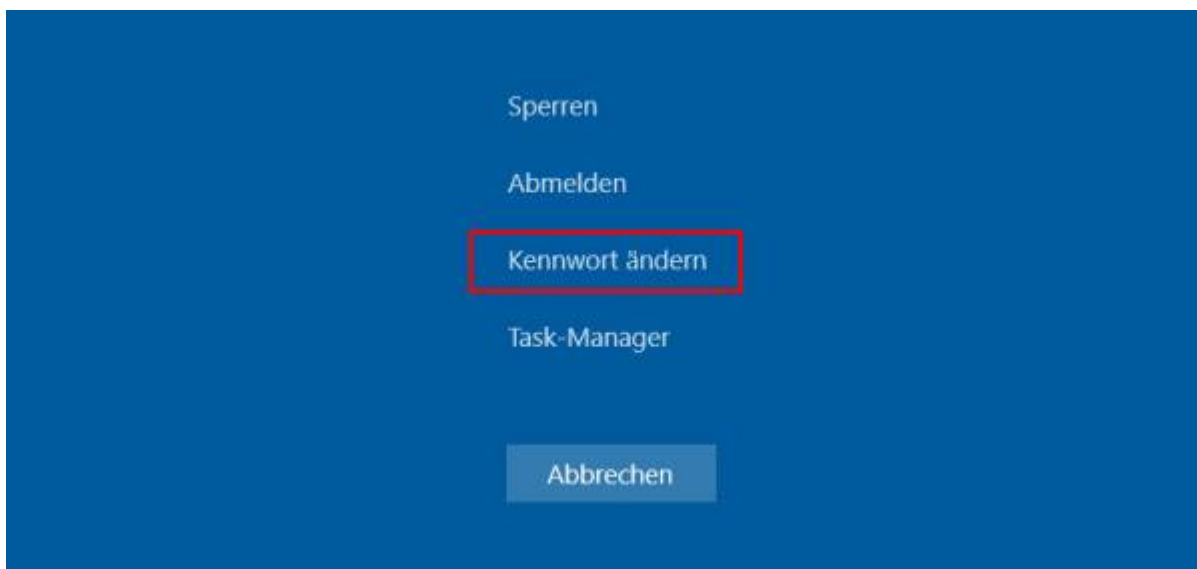 Sperren
Abmelden
Kennwort ändern
Task-Manager
Abbrechen